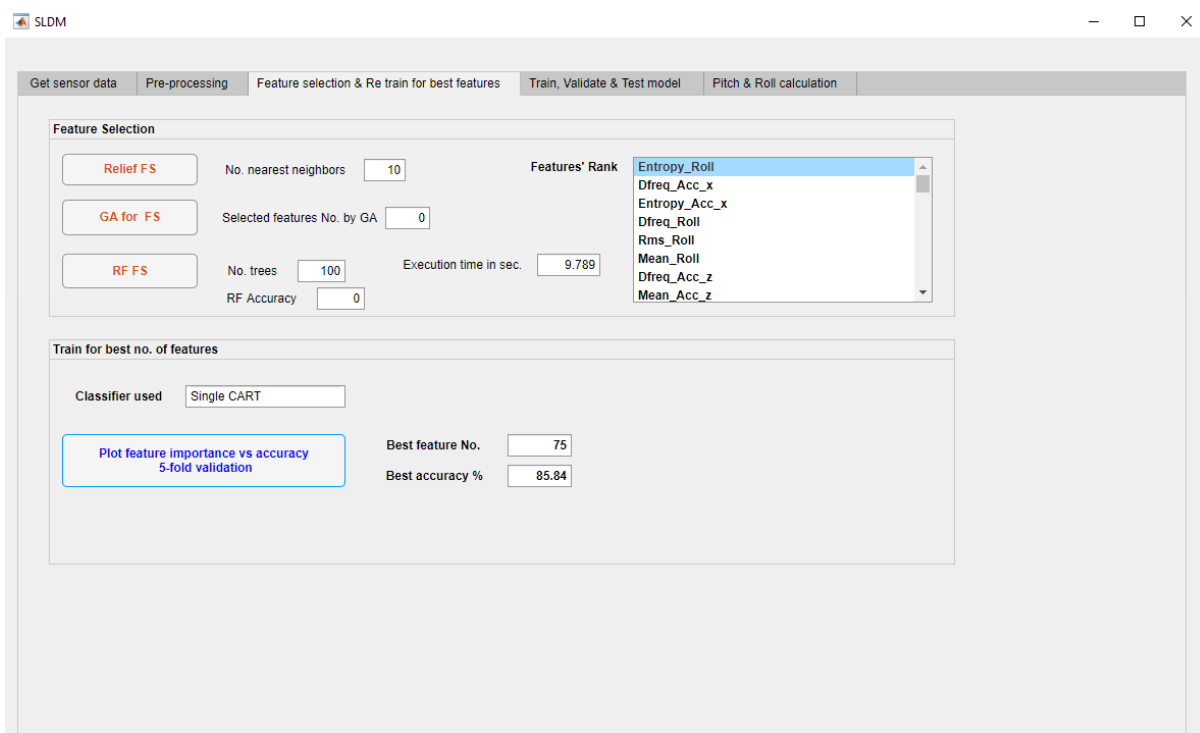 SLDM
Get sensor data
Pre-processing
Feature selection & Re train for best features
Train, Validate & Test model
Pitch & Roll calculation
Feature Selection
Relief FS
No. nearest neighbors
10
GA for FS
Selected features No. by GA
0
RF FS
No. trees
100
RF Accuracy
0
Execution time in sec.
9.789
Features' Rank
Entropy_Roll
Dfreq_Acc_x
Entropy_Acc_x
Dfreq_Roll
Rms_Roll
Mean_Roll
Dfreq_Acc_z
Mean_Acc_z
Train for best no. of features
Classifier used
Single CART
Plot feature importance vs accuracy
5-fold validation
Best feature No.
75
Best accuracy %
85.84